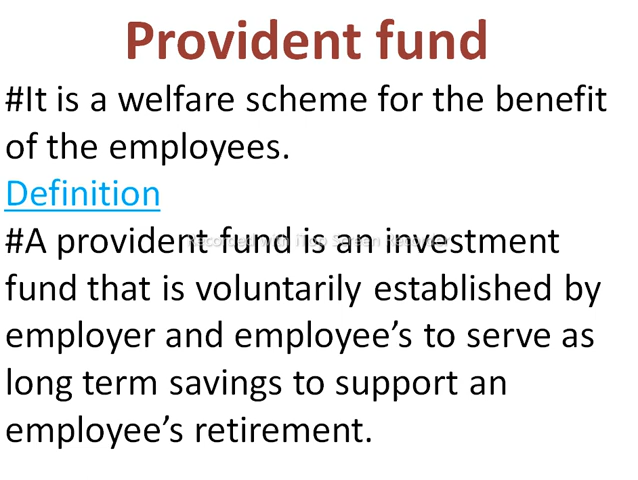 Provident fund
#It is a welfare scheme for the benefit
of the employees.
Definition
#A provident fund is an investment
fund that is voluntarily established by
employer and employee’s to serve as
long term savings to support an
employee’s retirement.